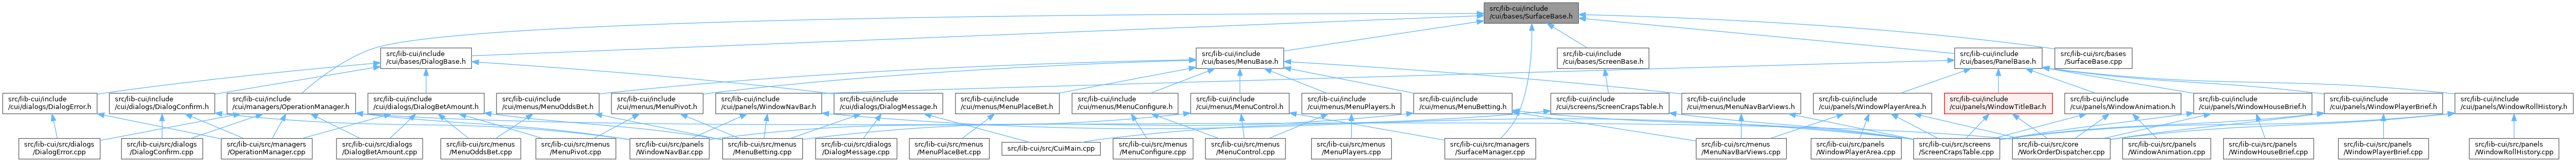 src/lib-cui/include
/cui/bases/SurfaceBase.h
src/lib-cui/include
/cui/bases/DialogBase.h
src/lib-cui/include
/cui/bases/MenuBase.h
src/lib-cui/include
/cui/bases/ScreenBase.h
src/lib-cui/include
/cui/bases/PanelBase.h
src/lib-cui/src/bases
/SurfaceBase.cpp
src/lib-cui/include
/cui/dialogs/DialogError.h
src/lib-cui/include
/cui/dialogs/DialogConfirm.h
src/lib-cui/include
/cui/managers/OperationManager.h
src/lib-cui/include
/cui/dialogs/DialogBetAmount.h
src/lib-cui/include
/cui/menus/MenuOddsBet.h
src/lib-cui/include
/cui/menus/MenuPivot.h
src/lib-cui/include
/cui/panels/WindowNavBar.h
src/lib-cui/include
/cui/dialogs/DialogMessage.h
src/lib-cui/include
/cui/menus/MenuPlaceBet.h
src/lib-cui/include
/cui/menus/MenuConfigure.h
src/lib-cui/include
/cui/menus/MenuControl.h
src/lib-cui/include
/cui/menus/MenuPlayers.h
src/lib-cui/include
/cui/menus/MenuBetting.h
src/lib-cui/include
/cui/screens/ScreenCrapsTable.h
src/lib-cui/include
/cui/menus/MenuNavBarViews.h
src/lib-cui/include
/cui/panels/WindowPlayerArea.h
src/lib-cui/include
/cui/panels/WindowTitleBar.h
src/lib-cui/include
/cui/panels/WindowAnimation.h
src/lib-cui/include
/cui/panels/WindowHouseBrief.h
src/lib-cui/include
/cui/panels/WindowPlayerBrief.h
src/lib-cui/include
/cui/panels/WindowRollHistory.h
src/lib-cui/src/dialogs
/DialogError.cpp
src/lib-cui/src/dialogs
/DialogConfirm.cpp
src/lib-cui/src/managers
/OperationManager.cpp
src/lib-cui/src/dialogs
/DialogBetAmount.cpp
src/lib-cui/src/menus
/MenuOddsBet.cpp
src/lib-cui/src/menus
/MenuPivot.cpp
src/lib-cui/src/panels
/WindowNavBar.cpp
src/lib-cui/src/menus
/MenuBetting.cpp
src/lib-cui/src/dialogs
/DialogMessage.cpp
src/lib-cui/src/menus
/MenuPlaceBet.cpp
src/lib-cui/src/CuiMain.cpp
src/lib-cui/src/menus
/MenuConfigure.cpp
src/lib-cui/src/menus
/MenuControl.cpp
src/lib-cui/src/menus
/MenuPlayers.cpp
src/lib-cui/src/managers
/SurfaceManager.cpp
src/lib-cui/src/menus
/MenuNavBarViews.cpp
src/lib-cui/src/panels
/WindowPlayerArea.cpp
src/lib-cui/src/screens
/ScreenCrapsTable.cpp
src/lib-cui/src/core
/WorkOrderDispatcher.cpp
src/lib-cui/src/panels
/WindowAnimation.cpp
src/lib-cui/src/panels
/WindowHouseBrief.cpp
src/lib-cui/src/panels
/WindowPlayerBrief.cpp
src/lib-cui/src/panels
/WindowRollHistory.cpp